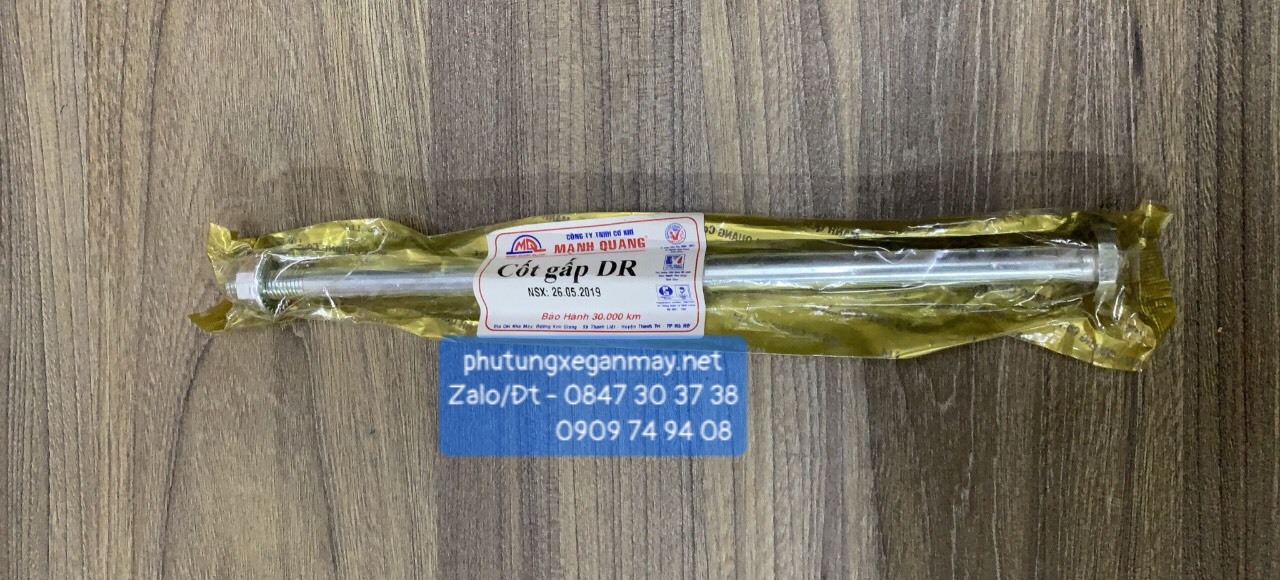 CÔNG TY TNHH CƠ KHÍ
MẠNH QUANG
Cốt gấp DR
NSX: 26.05.2019
Bảo Hành 30.000 km
phutungxeganmay.net
Zalo/Đt - 0847 30 37 38
0909 74 94 08